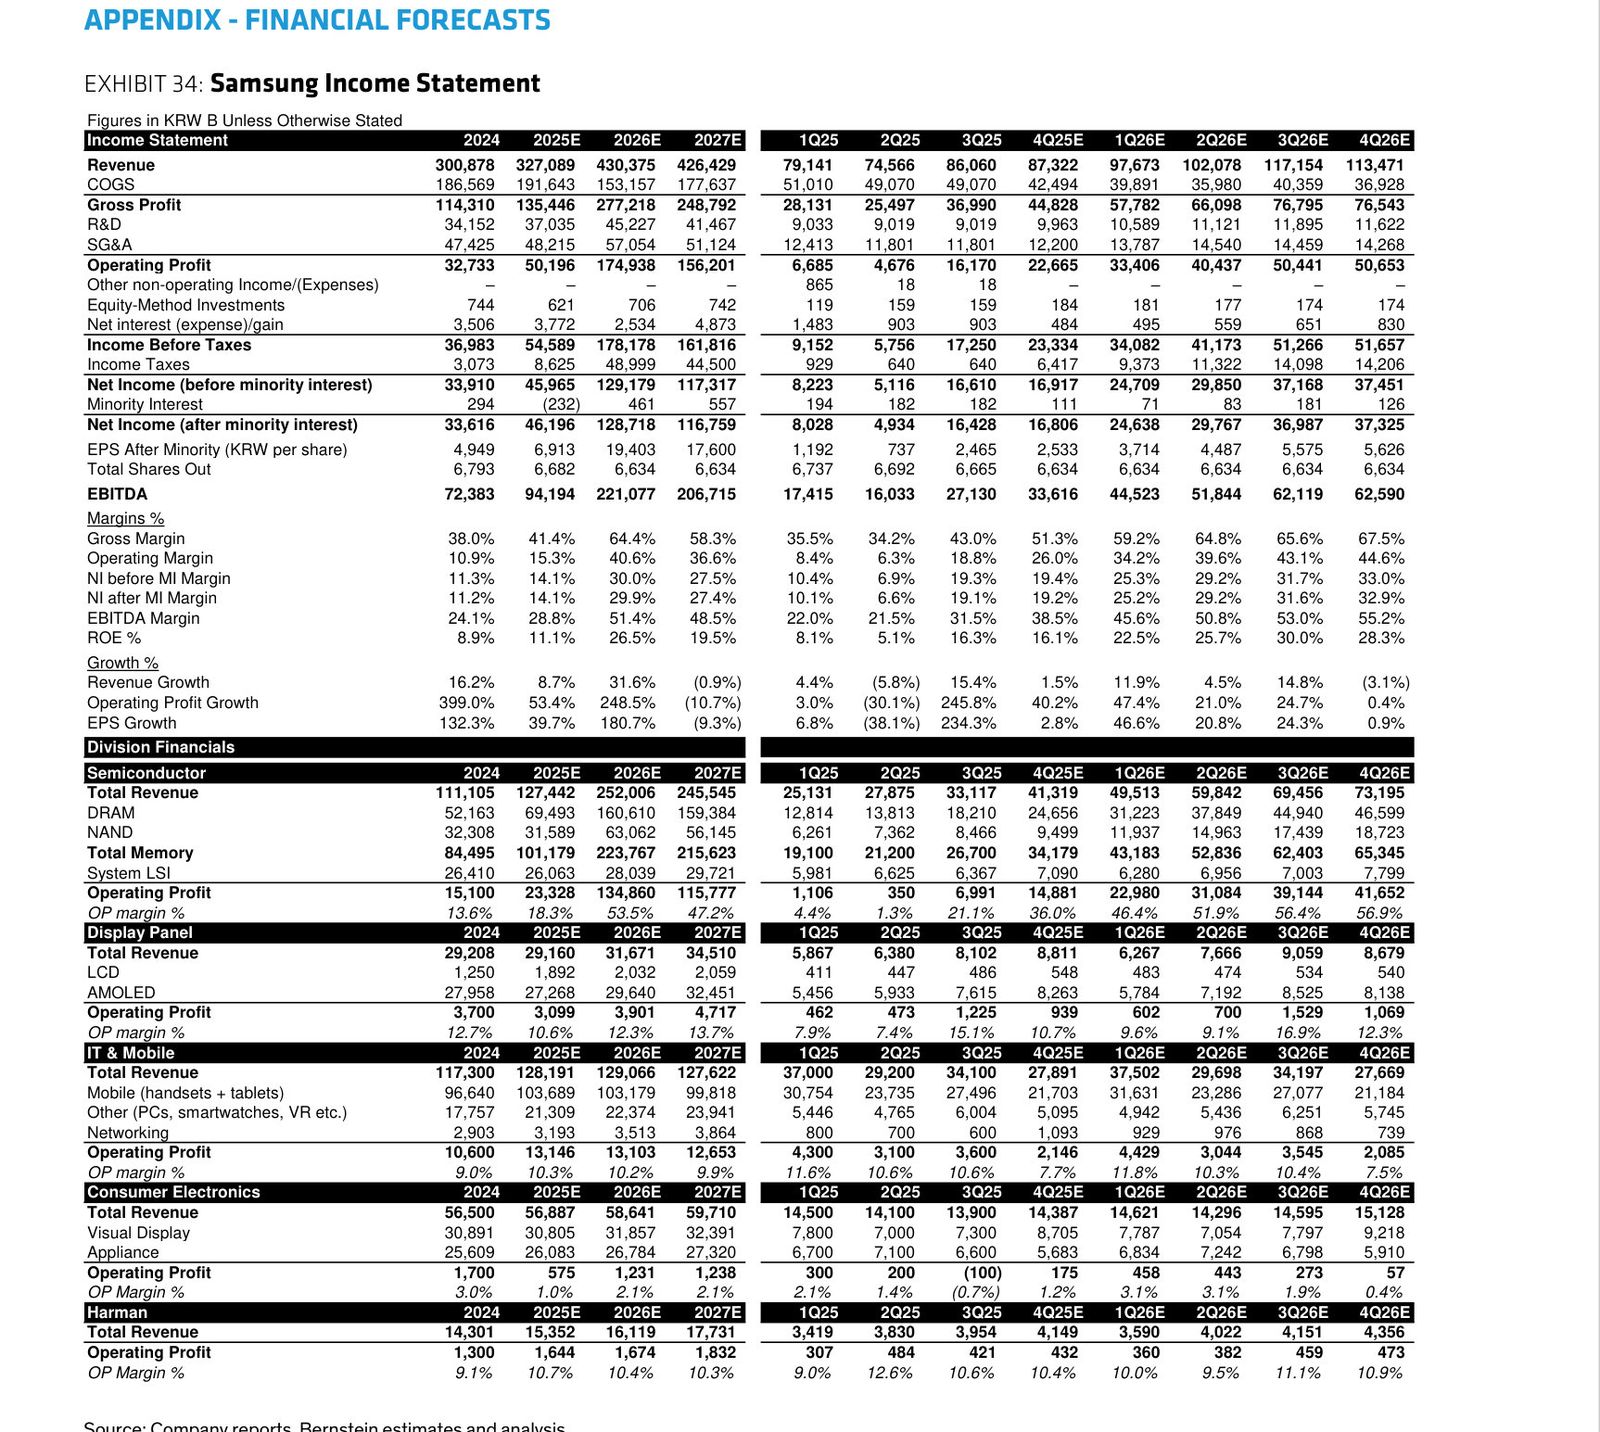 APPENDIX - FINANCIAL FORECASTS
EXHIBIT 34: Samsung Income Statement
Figures in KRW B Unless Otherwise Stated
Income Statement 2024 2025E 2026E 2027E 1Q25 2Q25 3Q25 4Q25E 1Q26E 2Q26E 3Q26E 4Q26E
Revenue 300,878 327,089 430,375 426,429 79,141 74,566 86,060 87,322 97,673 102,078 117,154 113,471
COGS 186,569 191,643 153,157 177,637 51,010 49,070 49,070 42,494 39,891 35,980 40,359 36,928
Gross Profit 114,310 135,446 277,218 248,792 28,131 25,497 36,990 44,828 57,782 66,098 76,795 76,543
R&D 34,152 37,035 45,227 41,467 9,033 9,019 9,019 9,963 10,589 11,121 11,895 11,622
SG&A 47,425 48,215 57,054 51,124 12,413 11,801 11,801 12,200 13,787 14,540 14,459 14,268
Operating Profit 32,733 50,196 174,938 156,201 6,685 4,676 16,170 22,665 33,406 40,437 50,441 50,653
Other non-operating Income/(Expenses) – – – – 865 18 18 – – – – –
Equity-Method Investments 744 621 706 742 119 159 159 184 181 177 174 174
Net interest (expense)/gain 3,506 3,772 2,534 4,873 1,483 903 903 484 495 559 651 830
Income Before Taxes 36,983 54,589 178,178 161,816 9,152 5,756 17,250 23,334 34,082 41,173 51,266 51,657
Income Taxes 3,073 8,625 48,999 44,500 929 640 640 6,417 9,373 11,322 14,098 14,206
Net Income (before minority interest) 33,910 45,965 129,179 117,317 8,223 5,116 16,610 16,917 24,709 29,850 37,168 37,451
Minority Interest 294 (232) 461 557 194 182 182 111 71 83 181 126
Net Income (after minority interest) 33,616 46,196 128,718 116,759 8,028 4,934 16,428 16,806 24,638 29,767 36,987 37,325
EPS After Minority (KRW per share) 4,949 6,913 19,403 17,600 1,192 737 2,465 2,533 3,714 4,487 5,575 5,626
Total Shares Out 6,793 6,682 6,634 6,634 6,737 6,692 6,665 6,634 6,634 6,634 6,634 6,634
EBITDA 72,383 94,194 221,077 206,715 17,415 16,033 27,130 33,616 44,523 51,844 62,119 62,590
Margins %
Gross Margin 38.0% 41.4% 64.4% 58.3% 35.5% 34.2% 43.0% 51.3% 59.2% 64.8% 65.6% 67.5%
Operating Margin 10.9% 15.3% 40.6% 36.6% 8.4% 6.3% 18.8% 26.0% 34.2% 39.6% 43.1% 44.6%
NI before MI Margin 11.3% 14.1% 30.0% 27.5% 10.4% 6.9% 19.3% 19.4% 25.3% 29.2% 31.7% 33.0%
NI after MI Margin 11.2% 14.1% 29.9% 27.4% 10.1% 6.6% 19.1% 19.2% 25.2% 29.2% 31.6% 32.9%
EBITDA Margin 24.1% 28.8% 51.4% 48.5% 22.0% 21.5% 31.5% 38.5% 45.6% 50.8% 53.0% 55.2%
ROE % 8.9% 11.1% 26.5% 19.5% 8.1% 5.1% 16.3% 16.1% 22.5% 25.7% 30.0% 28.3%
Growth %
Revenue Growth 16.2% 8.7% 31.6% (0.9%) 4.4% (5.8%) 15.4% 1.5% 11.9% 4.5% 14.8% (3.1%)
Operating Profit Growth 399.0% 53.4% 248.5% (10.7%) 3.0% (30.1%) 245.8% 40.2% 47.4% 21.0% 24.7% 0.4%
EPS Growth 132.3% 39.7% 180.7% (9.3%) 6.8% (38.1%) 234.3% 2.8% 46.6% 20.8% 24.3% 0.9%
Division Financials
Semiconductor 2024 2025E 2026E 2027E 1Q25 2Q25 3Q25 4Q25E 1Q26E 2Q26E 3Q26E 4Q26E
Total Revenue 111,105 127,442 252,006 245,545 25,131 27,875 33,117 41,319 49,513 59,842 69,456 73,195
DRAM 52,163 69,493 160,610 159,384 12,814 13,813 18,210 24,656 31,223 37,849 44,940 46,599
NAND 32,308 31,589 63,062 56,145 6,261 7,362 8,466 9,499 11,937 14,963 17,439 18,723
Total Memory 84,495 101,179 223,767 215,623 19,100 21,200 26,700 34,179 43,183 52,836 62,403 65,345
System LSI 26,410 26,063 28,039 29,721 5,981 6,625 6,367 7,090 6,280 6,956 7,003 7,799
Operating Profit 15,100 23,328 134,860 115,777 1,106 350 6,991 14,881 22,980 31,084 39,144 41,652
OP margin % 13.6% 18.3% 53.5% 47.2% 4.4% 1.3% 21.1% 36.0% 46.4% 51.9% 56.4% 56.9%
Display Panel 2024 2025E 2026E 2027E 1Q25 2Q25 3Q25 4Q25E 1Q26E 2Q26E 3Q26E 4Q26E
Total Revenue 29,208 29,160 31,671 34,510 5,867 6,380 8,102 8,811 6,267 7,666 9,059 8,679
LCD 1,250 1,892 2,032 2,059 411 447 486 548 483 474 534 540
AMOLED 27,958 27,268 29,640 32,451 5,456 5,933 7,615 8,263 5,784 7,192 8,525 8,138
Operating Profit 3,700 3,099 3,901 4,717 462 473 1,225 939 602 700 1,529 1,069
OP margin % 12.7% 10.6% 12.3% 13.7% 7.9% 7.4% 15.1% 10.7% 9.6% 9.1% 16.9% 12.3%
IT & Mobile 2024 2025E 2026E 2027E 1Q25 2Q25 3Q25 4Q25E 1Q26E 2Q26E 3Q26E 4Q26E
Total Revenue 117,300 128,191 129,066 127,622 37,000 29,200 34,100 27,891 37,502 29,698 34,197 27,669
Mobile (handsets + tablets) 96,640 103,689 103,179 99,818 30,754 23,735 27,496 21,703 31,631 23,286 27,077 21,184
Other (PCs, smartwatches, VR etc.) 17,757 21,309 22,374 23,941 5,446 4,765 6,004 5,095 4,942 5,436 6,251 5,745
Networking 2,903 3,193 3,513 3,864 800 700 600 1,093 929 976 868 739
Operating Profit 10,600 13,146 13,103 12,653 4,300 3,100 3,600 2,146 4,429 3,044 3,545 2,085
OP margin % 9.0% 10.3% 10.2% 9.9% 11.6% 10.6% 10.6% 7.7% 11.8% 10.3% 10.4% 7.5%
Consumer Electronics 2024 2025E 2026E 2027E 1Q25 2Q25 3Q25 4Q25E 1Q26E 2Q26E 3Q26E 4Q26E
Total Revenue 56,500 56,887 58,641 59,710 14,500 14,100 13,900 14,387 14,621 14,296 14,595 15,128
Visual Display 30,891 30,805 31,857 32,391 7,800 7,000 7,300 8,705 7,787 7,054 7,797 9,218
Appliance 25,609 26,083 26,784 27,320 6,700 7,100 6,600 5,683 6,834 7,242 6,798 5,910
Operating Profit 1,700 575 1,231 1,238 300 200 (100) 175 458 443 273 57
OP Margin % 3.0% 1.0% 2.1% 2.1% 2.1% 1.4% (0.7%) 1.2% 3.1% 3.1% 1.9% 0.4%
Harman 2024 2025E 2026E 2027E 1Q25 2Q25 3Q25 4Q25E 1Q26E 2Q26E 3Q26E 4Q26E
Total Revenue 14,301 15,352 16,119 17,731 3,419 3,830 3,954 4,149 3,590 4,022 4,151 4,356
Operating Profit 1,300 1,644 1,674 1,832 307 484 421 432 360 382 459 473
OP Margin % 9.1% 10.7% 10.4% 10.3% 9.0% 12.6% 10.6% 10.4% 10.0% 9.5% 11.1% 10.9%
Source: Company reports, Bernstein estimates and analysis